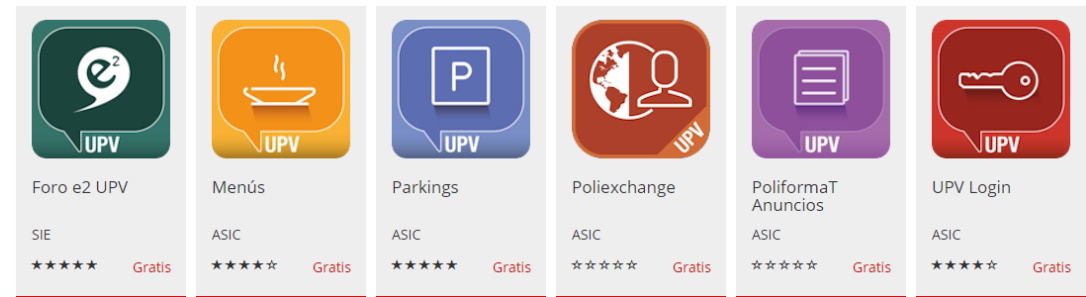 e2
UPV
Foro e2 UPV
SIE
★★★★★ Gratis
UPV
Menús
ASIC
★★★★☆ Gratis
P
UPV
Parkings
ASIC
★★★★★ Gratis
UPV
Poliexchange
ASIC
☆☆☆☆☆ Gratis
UPV
PoliformaT
Anuncios
ASIC
☆☆☆☆☆ Gratis
UPV
UPV Login
ASIC
★★★★☆ Gratis